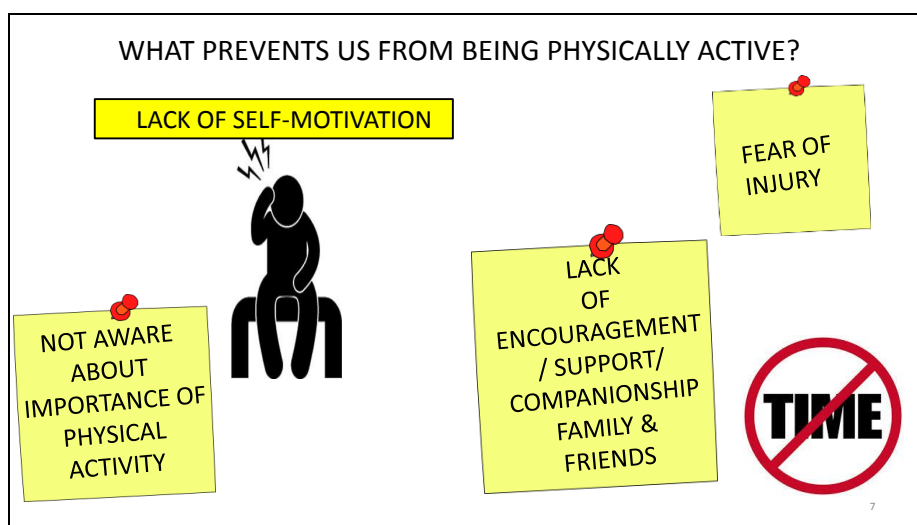 WHAT PREVENTS US FROM BEING PHYSICALLY ACTIVE?
LACK OF SELF-MOTIVATION
FEAR OF
INJURY
LACK
OF
ENCOURAGEMENT
/ SUPPORT/
COMPANIONSHIP
FAMILY &
FRIENDS
NOT AWARE
ABOUT
IMPORTANCE OF
PHYSICAL
ACTIVITY
TIME
7